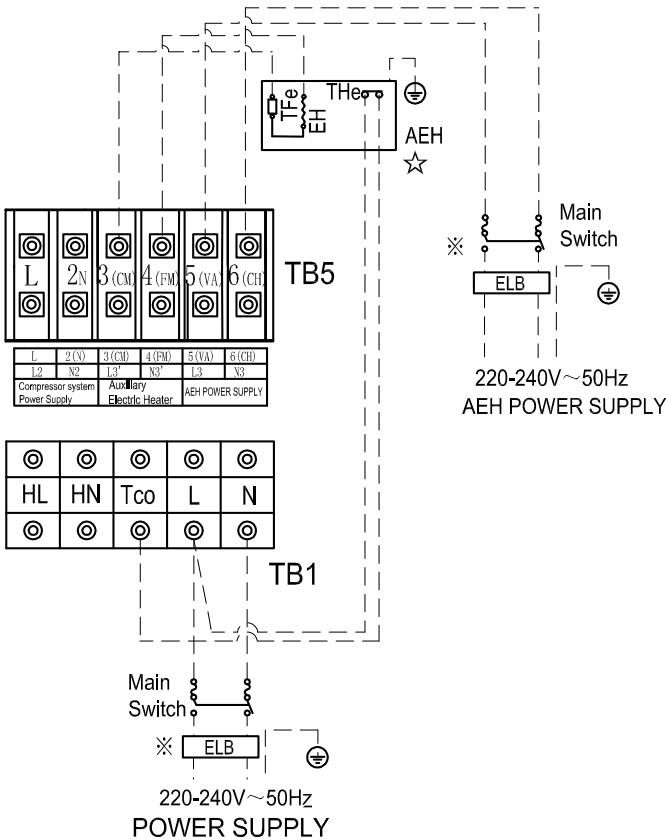 TFe
EH
THe
AEH
☆
Main
Switch
※
ELB
220-240V～50Hz
AEH POWER SUPPLY
L 2N 3(CM) 4(FM) 5(VA) 6(CH)
TB5
L 2(N) 3(CM) 4(FM) 5(VA) 6(CH)
L2 N2 L3' N3' L3 N3
Compressor system Auxillary AEH POWER SUPPLY
Power Supply Electric Heater
HL HN Tco L N
TB1
Main
Switch
※ ELB
220-240V～50Hz
POWER SUPPLY